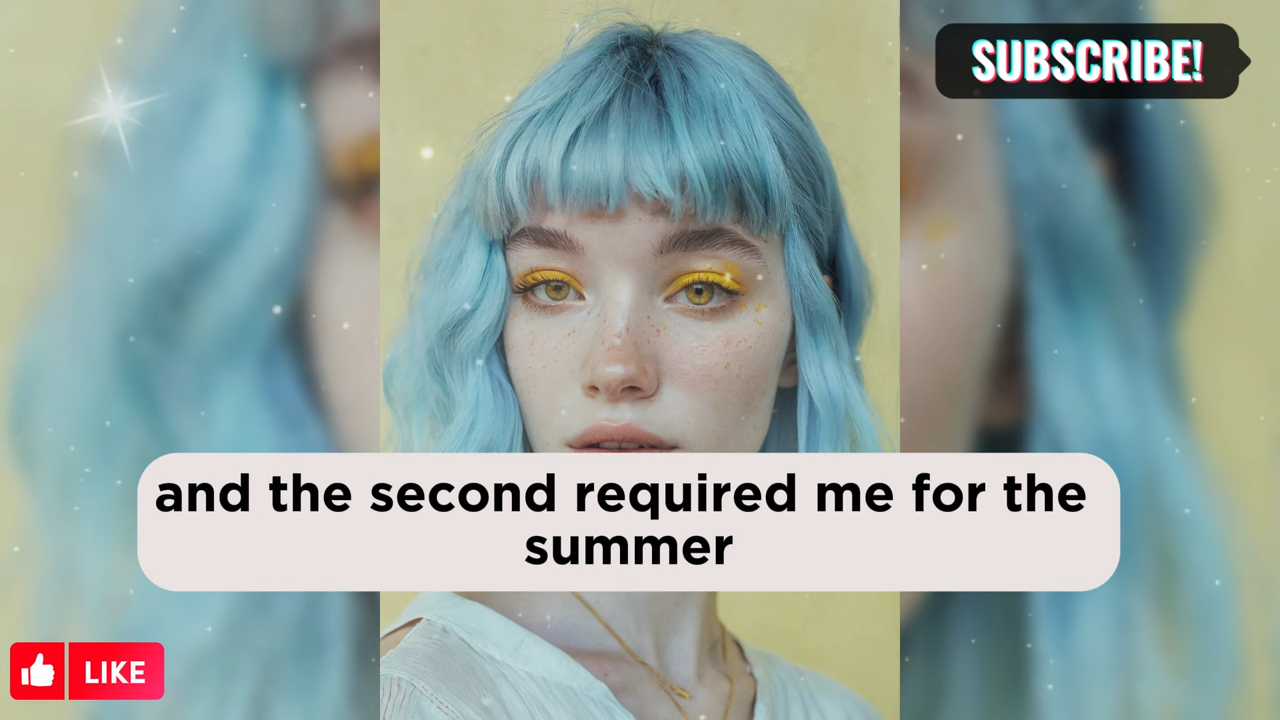 SUBSCRIBE!
and the second required me for the
summer
LIKE